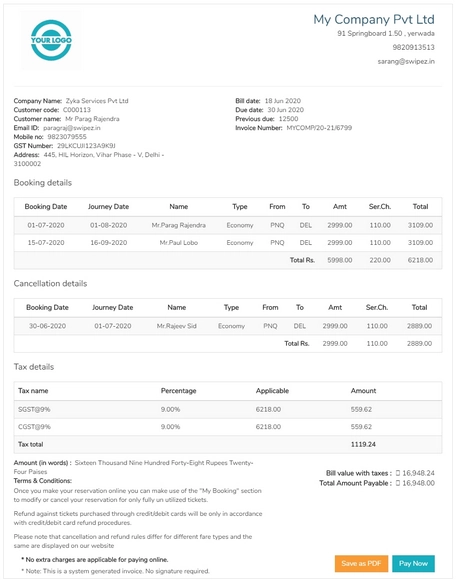 YOUR LOGO
My Company Pvt Ltd
91 Springboard 1.50 , yerwada
9820913513
sarang@swipez.in
Company Name: Zyka Services Pvt Ltd
Customer code: C000113
Customer name: Mr Parag Rajendra
Email ID: paragraj@swipez.in
Mobile no: 9823079555
GST Number: 29LKCUJI123A9K9J
Address: 445, HIL Horizon, Vihar Phase - V, Delhi -
3100002
Bill date: 18 Jun 2020
Due date: 30 Jun 2020
Previous due: 12500
Invoice Number: MYCOMP/20-21/6799
Booking details
Booking Date Journey Date Name Type From To Amt Ser.Ch. Total
01-07-2020 01-08-2020 Mr.Parag Rajendra Economy PNQ DEL 2999.00 110.00 3109.00
15-07-2020 16-09-2020 Mr.Paul Lobo Economy PNQ DEL 2999.00 110.00 3109.00
Total Rs. 5998.00 220.00 6218.00
Cancellation details
Booking Date Journey Date Name Type From To Amt Ser.Ch. Total
30-06-2020 01-07-2020 Mr.Rajeev Sid Economy PNQ DEL 2999.00 110.00 2889.00
Total Rs. 2999.00 110.00 2889.00
Tax details
Tax name Percentage Applicable Amount
SGST@9% 9.00% 6218.00 559.62
CGST@9% 9.00% 6218.00 559.62
Tax total 1119.24
Amount (in words) : Sixteen Thousand Nine Hundred Forty-Eight Rupees Twenty-
Four Paises
Terms & Conditions:
Once you make your reservation online you can make use of the "My Booking" section
to modify or cancel your reservation for only fully un utilized tickets.
Refund against tickets purchased through credit/debit cards will be only in accordance
with credit/debit card refund procedures.
Please note that cancellation and refund rules differ for different fare types and the
same are displayed on our website
Bill value with taxes : 16,948.24
Total Amount Payable : 16,948.00
* No extra charges are applicable for paying online.
* Note: This is a system generated invoice. No signature required.
Save as PDF
Pay Now